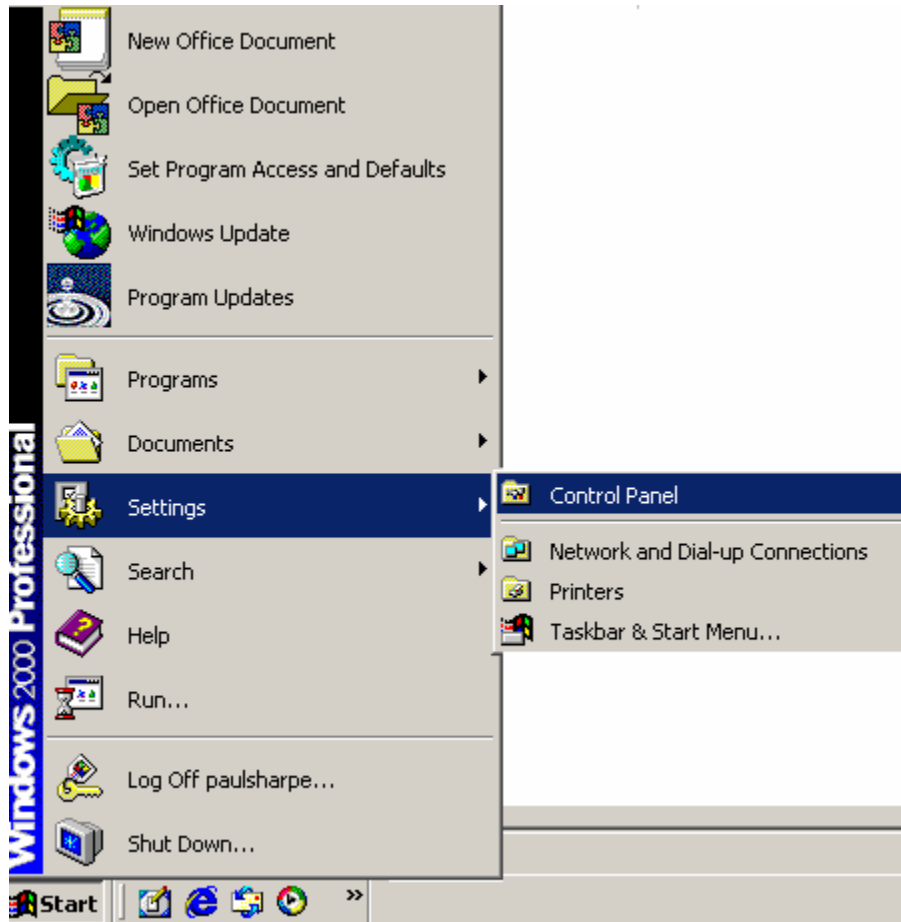 New Office Document
Open Office Document
Set Program Access and Defaults
Windows Update
Program Updates
Programs
Documents
Settings
Search
Help
Run...
Log Off paulsharpe...
Shut Down...
Control Panel
Network and Dial-up Connections
Printers
Taskbar & Start Menu...
Windows 2000 Professional
Start
»